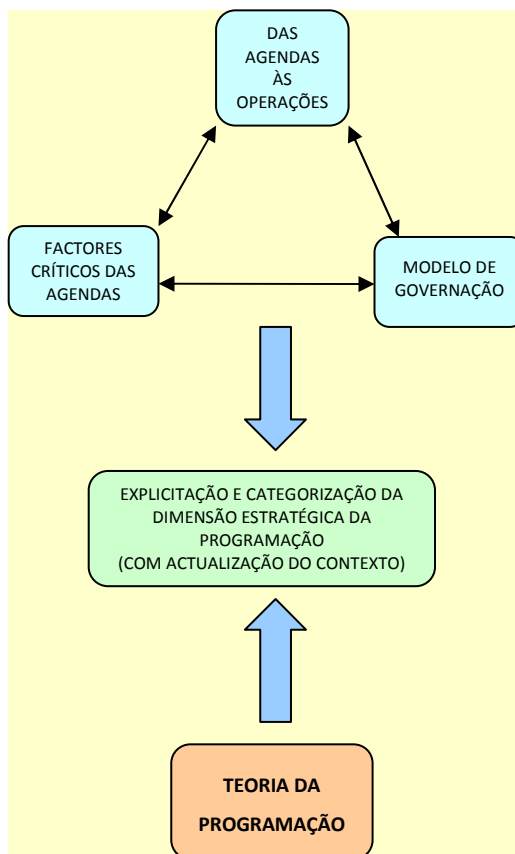 DAS
AGENDAS
ÀS
OPERAÇÕES
FACTORES
CRÍTICOS DAS
AGENDAS
MODELO DE
GOVERNAÇÃO
EXPLICITAÇÃO E CATEGORIZAÇÃO DA
DIMENSÃO ESTRATÉGICA DA
PROGRAMAÇÃO
(COM ACTUALIZAÇÃO DO CONTEXTO)
TEORIA DA
PROGRAMAÇÃO